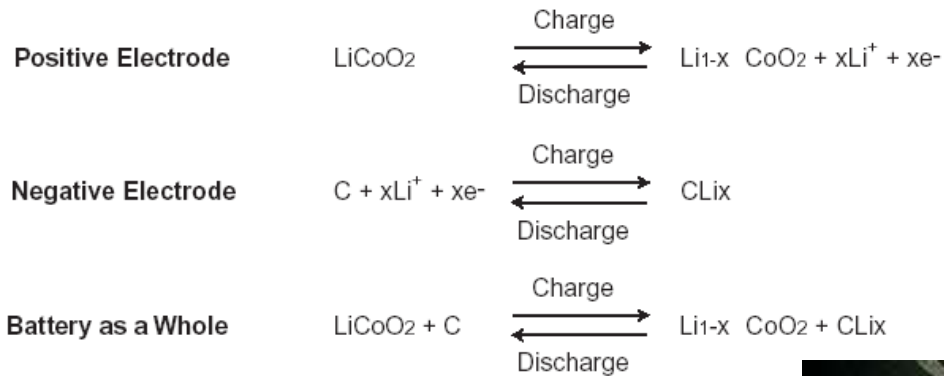 Charge
Positive Electrode LiCoO2 Li1-x CoO2 + xLi+ + xe-
Discharge
Charge
Negative Electrode C + xLi+ + xe- CLix
Discharge
Charge
Battery as a Whole LiCoO2 + C Li1-x CoO2 + CLix
Discharge